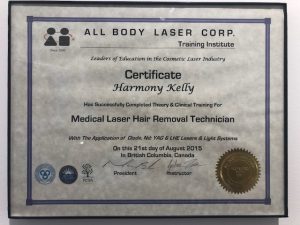 ALL BODY LASER CORP.
Training Institute
Leaders of Education in the Cosmetic Laser Industry
Certificate
Harmony Kelly
Has Successfully Completed Theory & Clinical Training For
Medical Laser Hair Removal Technician
With The Application of Diode, Nd: YAG & LHE Lasers & Light Systems
On this 21st day of August 2015
In British Columbia, Canada
President
Instructor